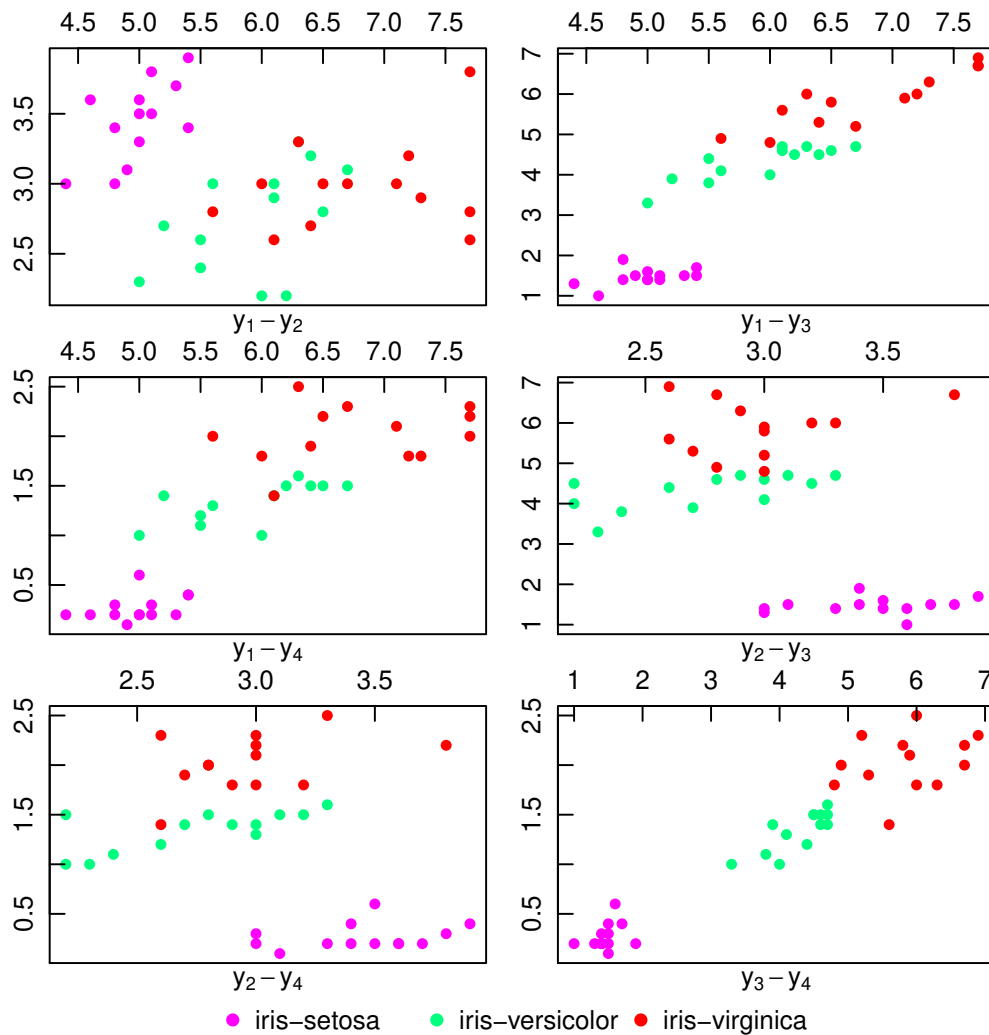 4.5 5.0 5.5 6.0 6.5 7.0 7.5
4.5 5.0 5.5 6.0 6.5 7.0 7.5
2.5 3.0 3.5
1 2 3 4 5 6 7
y₁−y₂
y₁−y₃
4.5 5.0 5.5 6.0 6.5 7.0 7.5
2.5 3.0 3.5
0.5 1.5 2.5
1 2 3 4 5 6 7
y₁−y₄
y₂−y₃
2.5 3.0 3.5
1 2 3 4 5 6 7
0.5 1.5 2.5
0.5 1.5 2.5
y₂−y₄
y₃−y₄
iris−setosa iris−versicolor iris−virginica